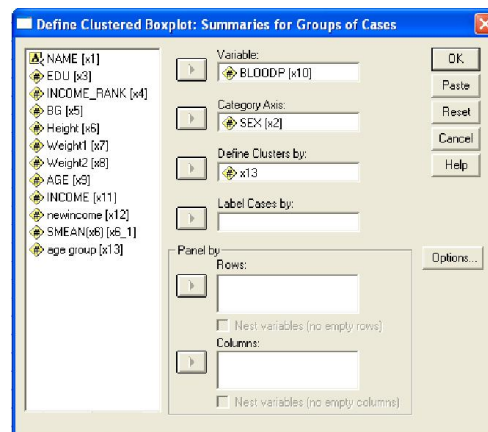 Define Clustered Boxplot: Summaries for Groups of Cases
NAME [x1]
EDU [x3]
INCOME_RANK [x4]
BG [x5]
Height [x6]
Weight1 [x7]
Weight2 [x8]
AGE [x9]
INCOME [x11]
newincome [x12]
SMEAN(x6) [x6_1]
age group [x13]
Variable:
BLOODP [x10]
Category Axis:
SEX [x2]
Define Clusters by:
x13
Label Cases by:
Panel by
Rows:
Nest variables (no empty rows)
Columns:
Nest variables (no empty columns)
OK
Paste
Reset
Cancel
Help
Options...